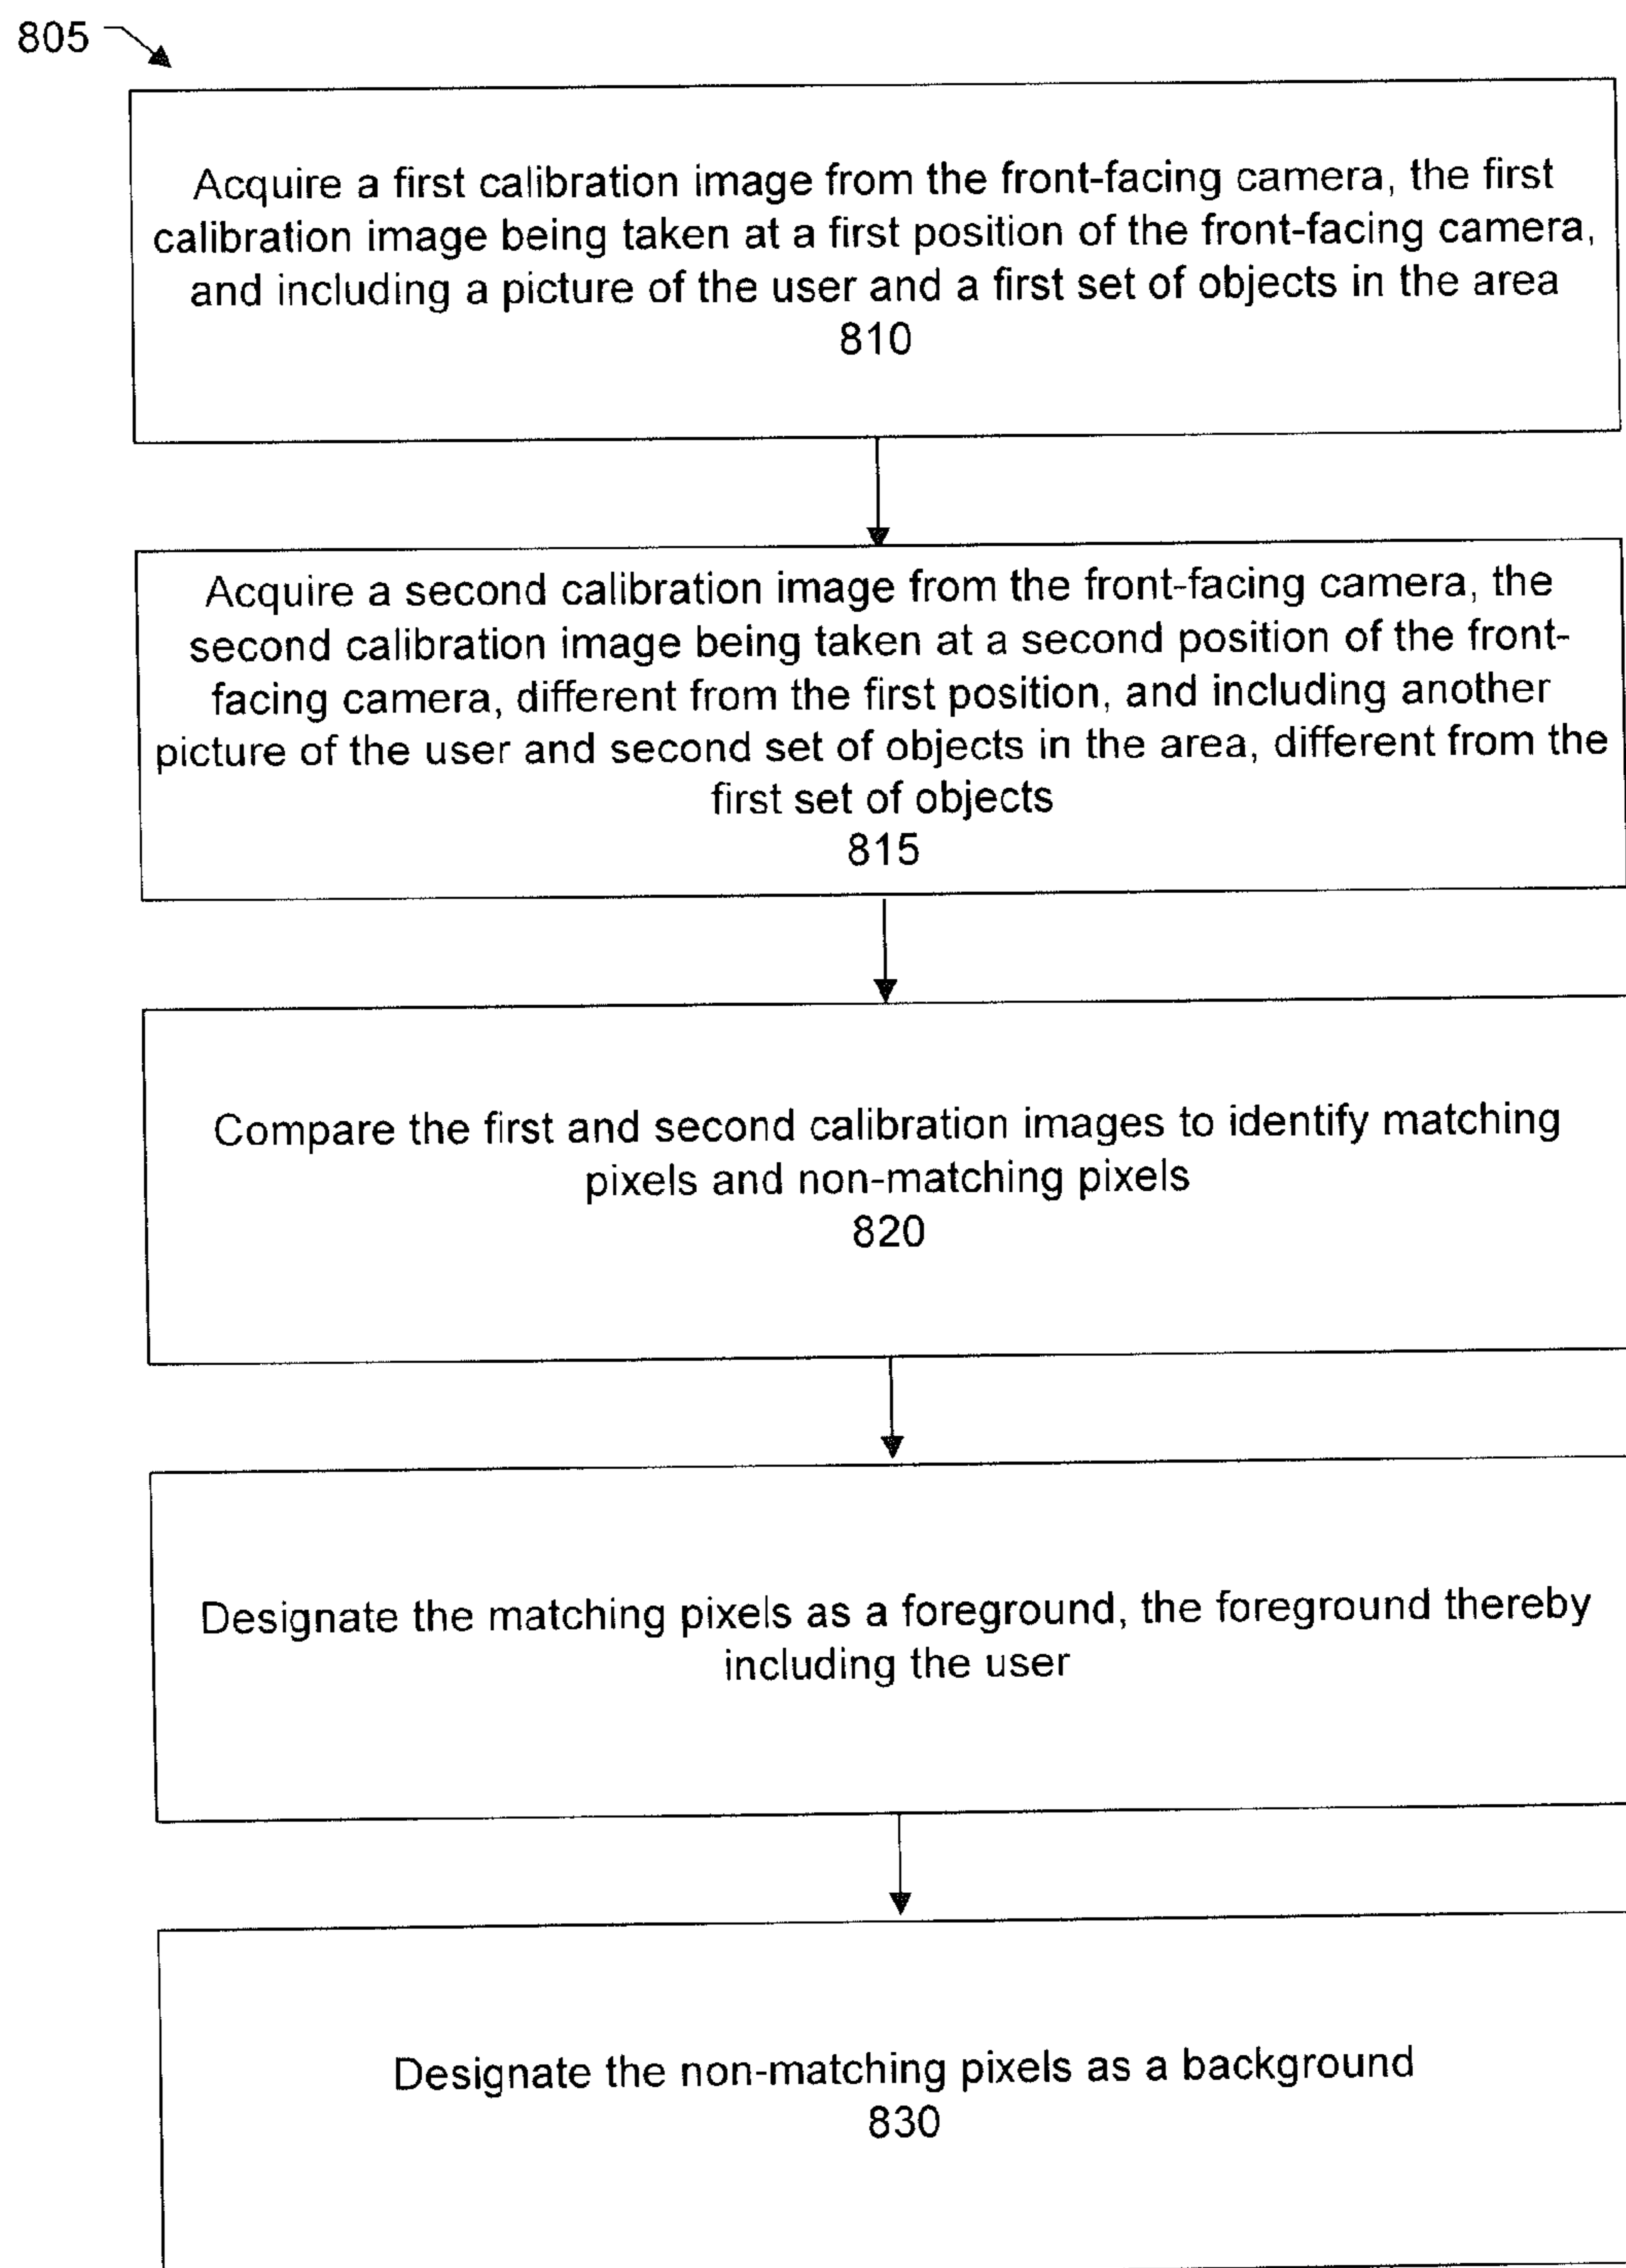 805
Acquire a first calibration image from the front-facing camera, the first
calibration image being taken at a first position of the front-facing camera,
and including a picture of the user and a first set of objects in the area
810
Acquire a second calibration image from the front-facing camera, the
second calibration image being taken at a second position of the front-
facing camera, different from the first position, and including another
picture of the user and second set of objects in the area, different from the
first set of objects
815
Compare the first and second calibration images to identify matching
pixels and non-matching pixels
820
Designate the matching pixels as a foreground, the foreground thereby
including the user
Designate the non-matching pixels as a background
830